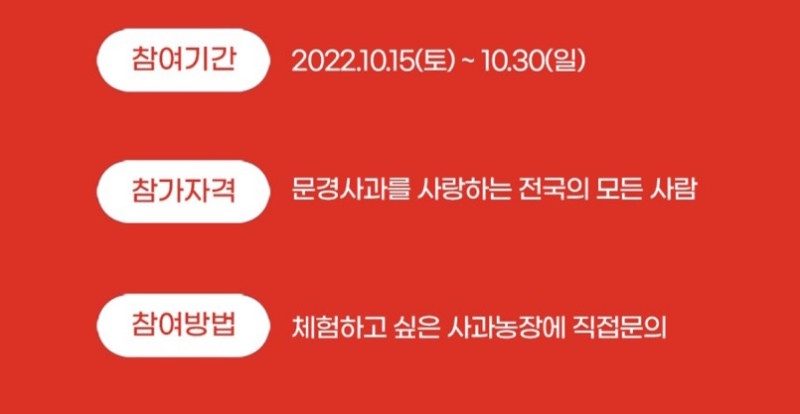 참여기간 2022.10.15(토) ~ 10.30(일)
참가자격 문경사과를 사랑하는 전국의 모든 사람
참여방법 체험하고 싶은 사과농장에 직접문의